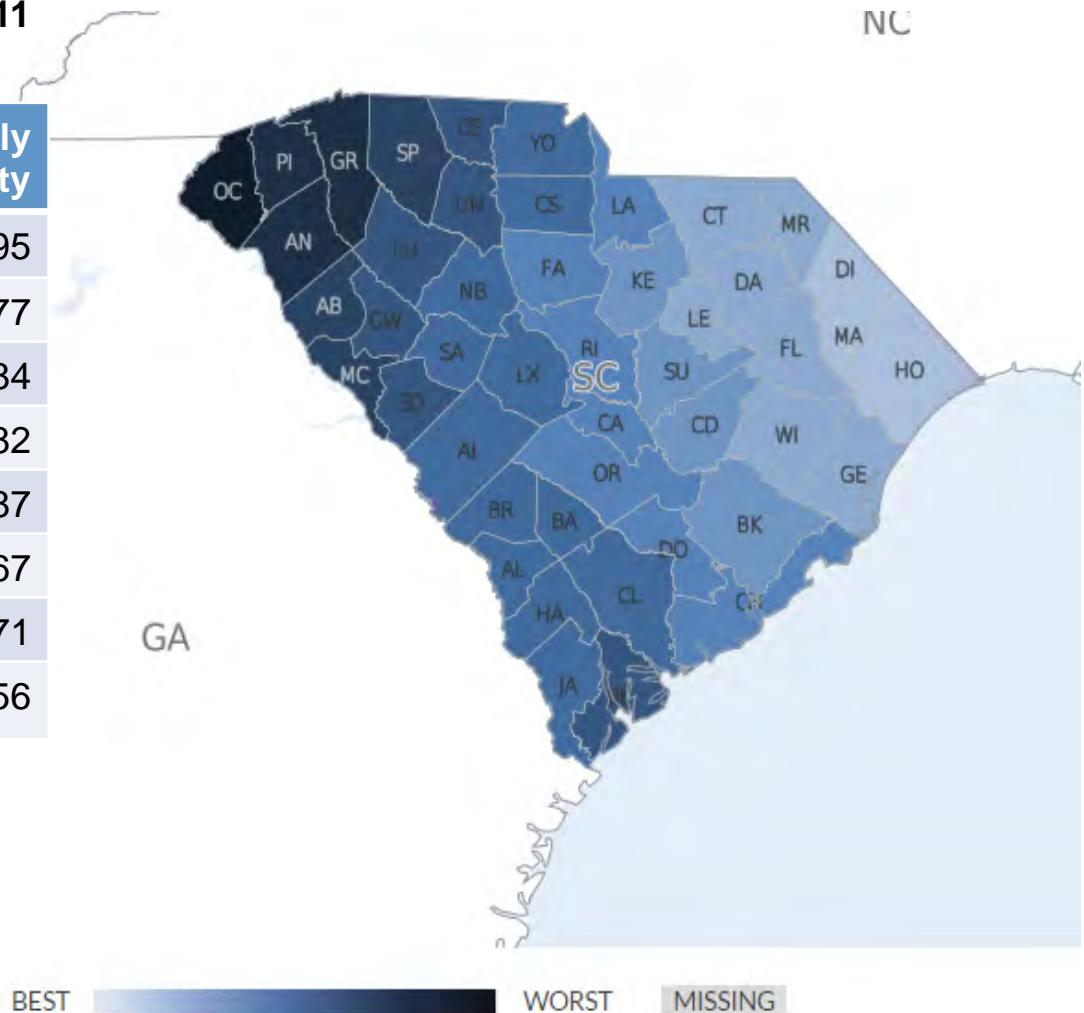 11
NC
ly
ty
95
77
34
32
37
67
71
56
CE
YO
SP
PI
GR
OC
UN
CS
LA
CT
MR
AN
FA
KE
DA
DI
NB
AB
GW
LE
MA
FL
SA
RI
HO
MC
LX
SC
SU
CA
CD
WI
AI
OR
GE
BR
BA
BK
DO
AL
CL
HA
GA
JA
BEST
WORST
MISSING